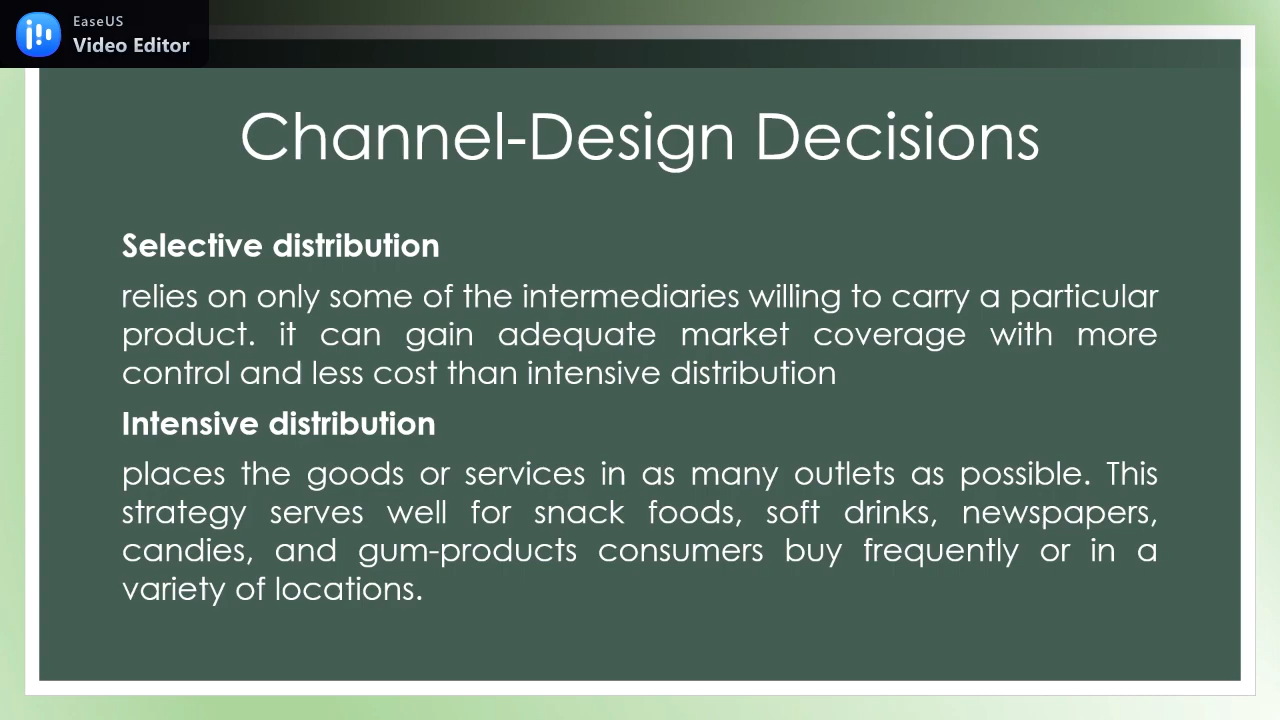 EaseUS
Video Editor
Channel-Design Decisions
Selective distribution
relies on only some of the intermediaries willing to carry a particular
product. it can gain adequate market coverage with more
control and less cost than intensive distribution
Intensive distribution
places the goods or services in as many outlets as possible. This
strategy serves well for snack foods, soft drinks, newspapers,
candies, and gum-products consumers buy frequently or in a
variety of locations.